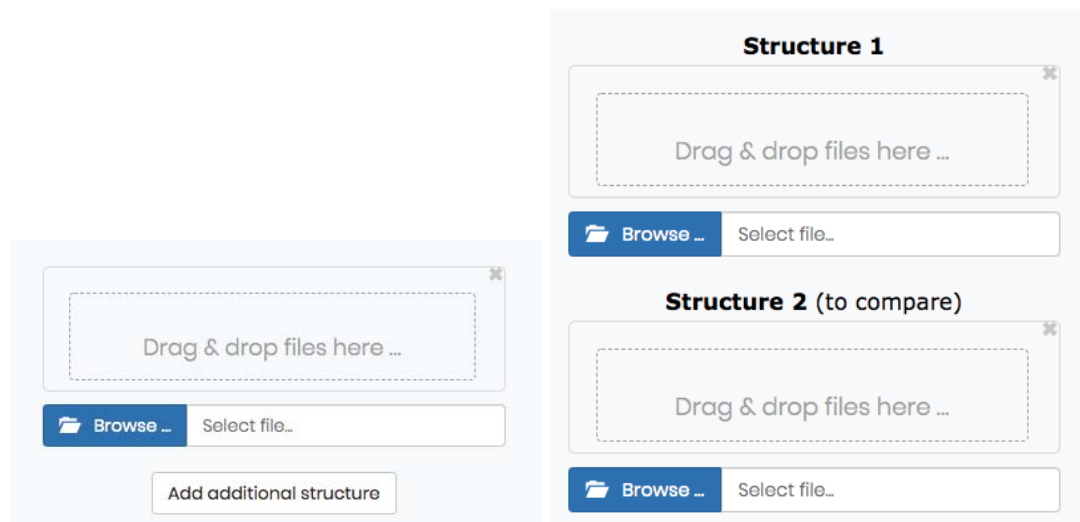 Drag & drop files here ...
Browse ... Select file...
Add additional structure
Structure 1
Drag & drop files here ...
Browse ... Select file...
Structure 2 (to compare)
Drag & drop files here ...
Browse ... Select file...